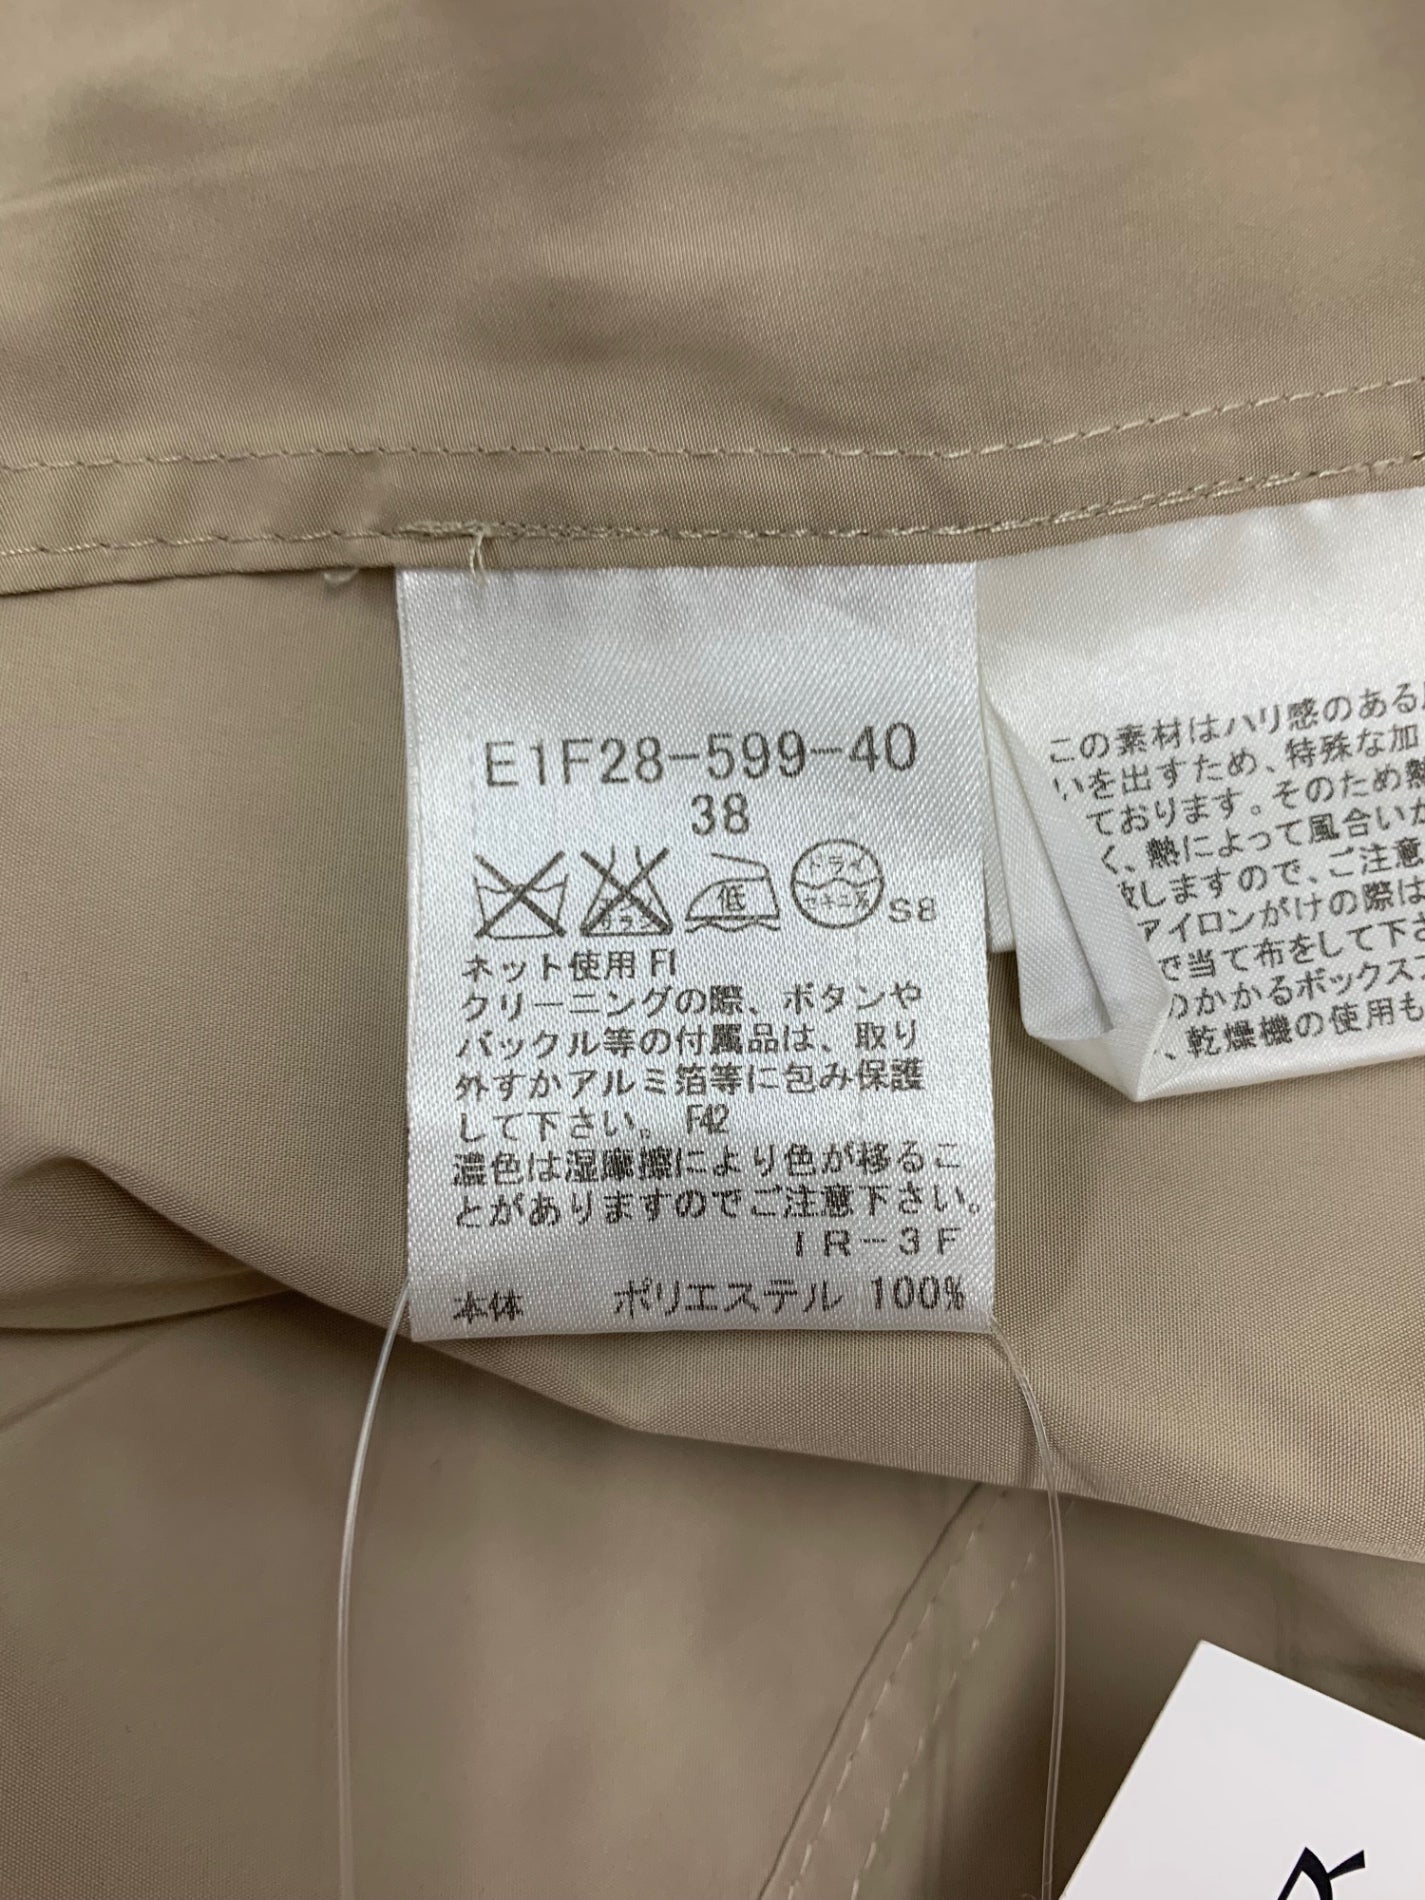 E1F28-599-40
38
低
ドライ
セキユ系
S8
ネット使用 FI
クリーニングの際、ボタンや
バックル等の付属品は、取り
外すかアルミ箔等に包み保護
して下さい。 F42
濃色は湿摩擦により色が移るこ
とがありますのでご注意下さい。
IR-3F
本体 ポリエステル 100%
この素材はハリ感のある
いを出すため、特殊な加
ております。そのため熱
く、熱によって風合いが
致しますので、ご注意
アイロンがけの際は
で当て布をして下さ
のかかるボックス
、乾燥機の使用も